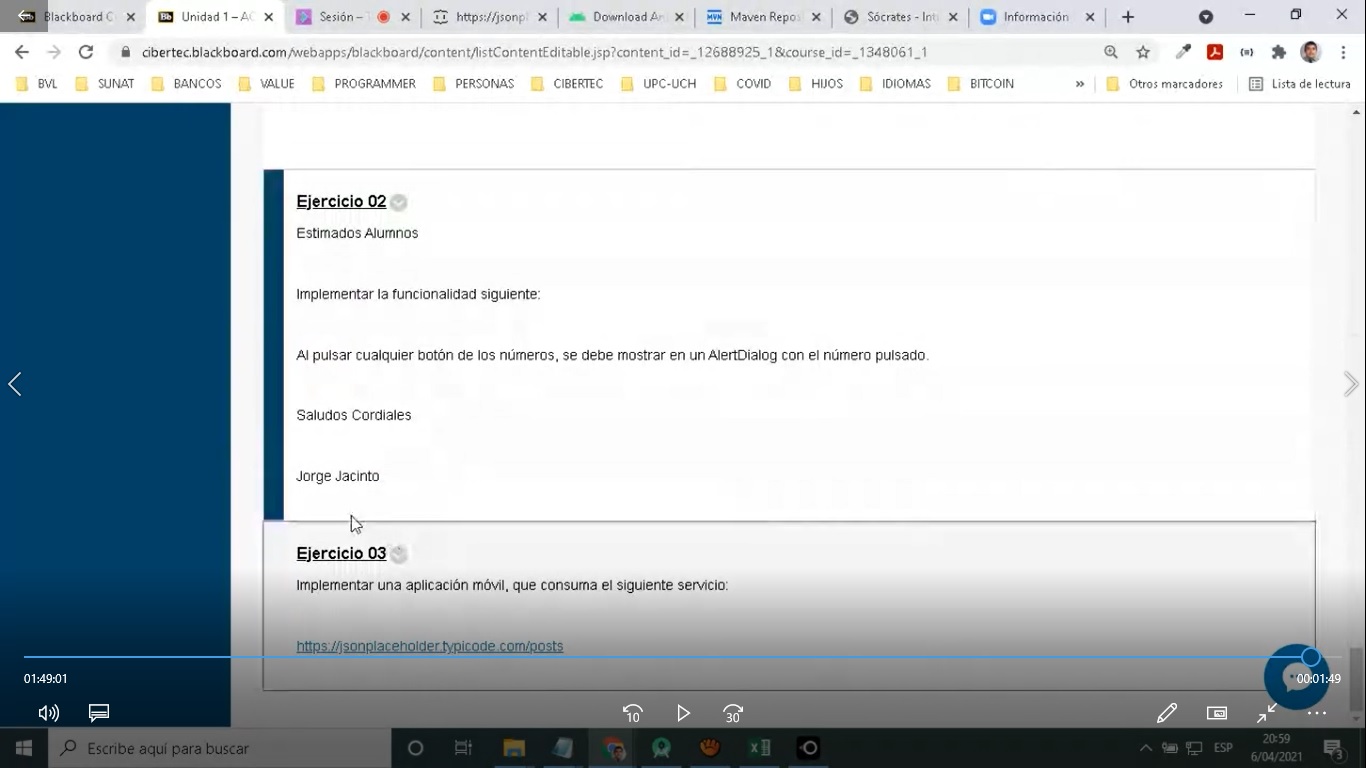 Blackboard C
Unidad 1 – AC
Sesión – T
https://jsonpl
Download An
MVN Maven Repos
Sócrates - Int
Información
cibertec.blackboard.com/webapps/blackboard/content/listContentEditable.jsp?content_id=_12688925_1&course_id=_1348061_1
BVL SUNAT BANCOS VALUE PROGRAMMER PERSONAS CIBERTEC UPC-UCH COVID HIJOS IDIOMAS BITCOIN » Otros marcadores Lista de lectura
Ejercicio 02
Estimados Alumnos
Implementar la funcionalidad siguiente:
Al pulsar cualquier botón de los números, se debe mostrar en un AlertDialog con el número pulsado.
Saludos Cordiales
Jorge Jacinto
Ejercicio 03
Implementar una aplicación móvil, que consuma el siguiente servicio:
https://jsonplaceholder.typicode.com/posts
01:49:01 00:01:49
10 30
Escribe aquí para buscar
ESP
20:59
6/04/2021
3